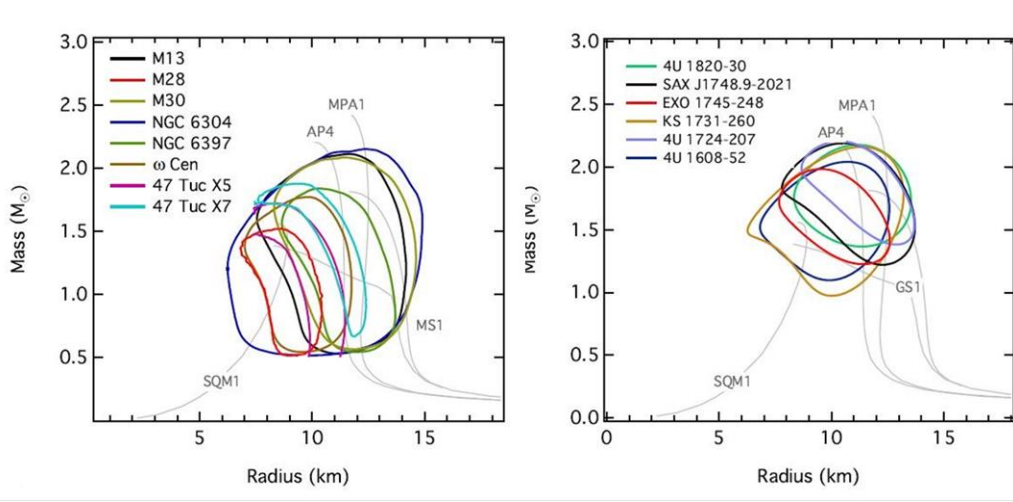 3.0
2.5
2.0
1.5
1.0
0.5
Mass (M☉)
M13
M28
M30
NGC 6304
NGC 6397
ω Cen
47 Tuc X5
47 Tuc X7
MPA1
AP4
MS1
SQM1
5 10 15
Radius (km)
3.0
2.5
2.0
1.5
1.0
0.5
0.0
Mass (M☉)
4U 1820-30
SAX J1748.9-2021
EXO 1745-248
KS 1731-260
4U 1724-207
4U 1608-52
MPA1
AP4
GS1
SQM1
0 5 10 15
Radius (km)